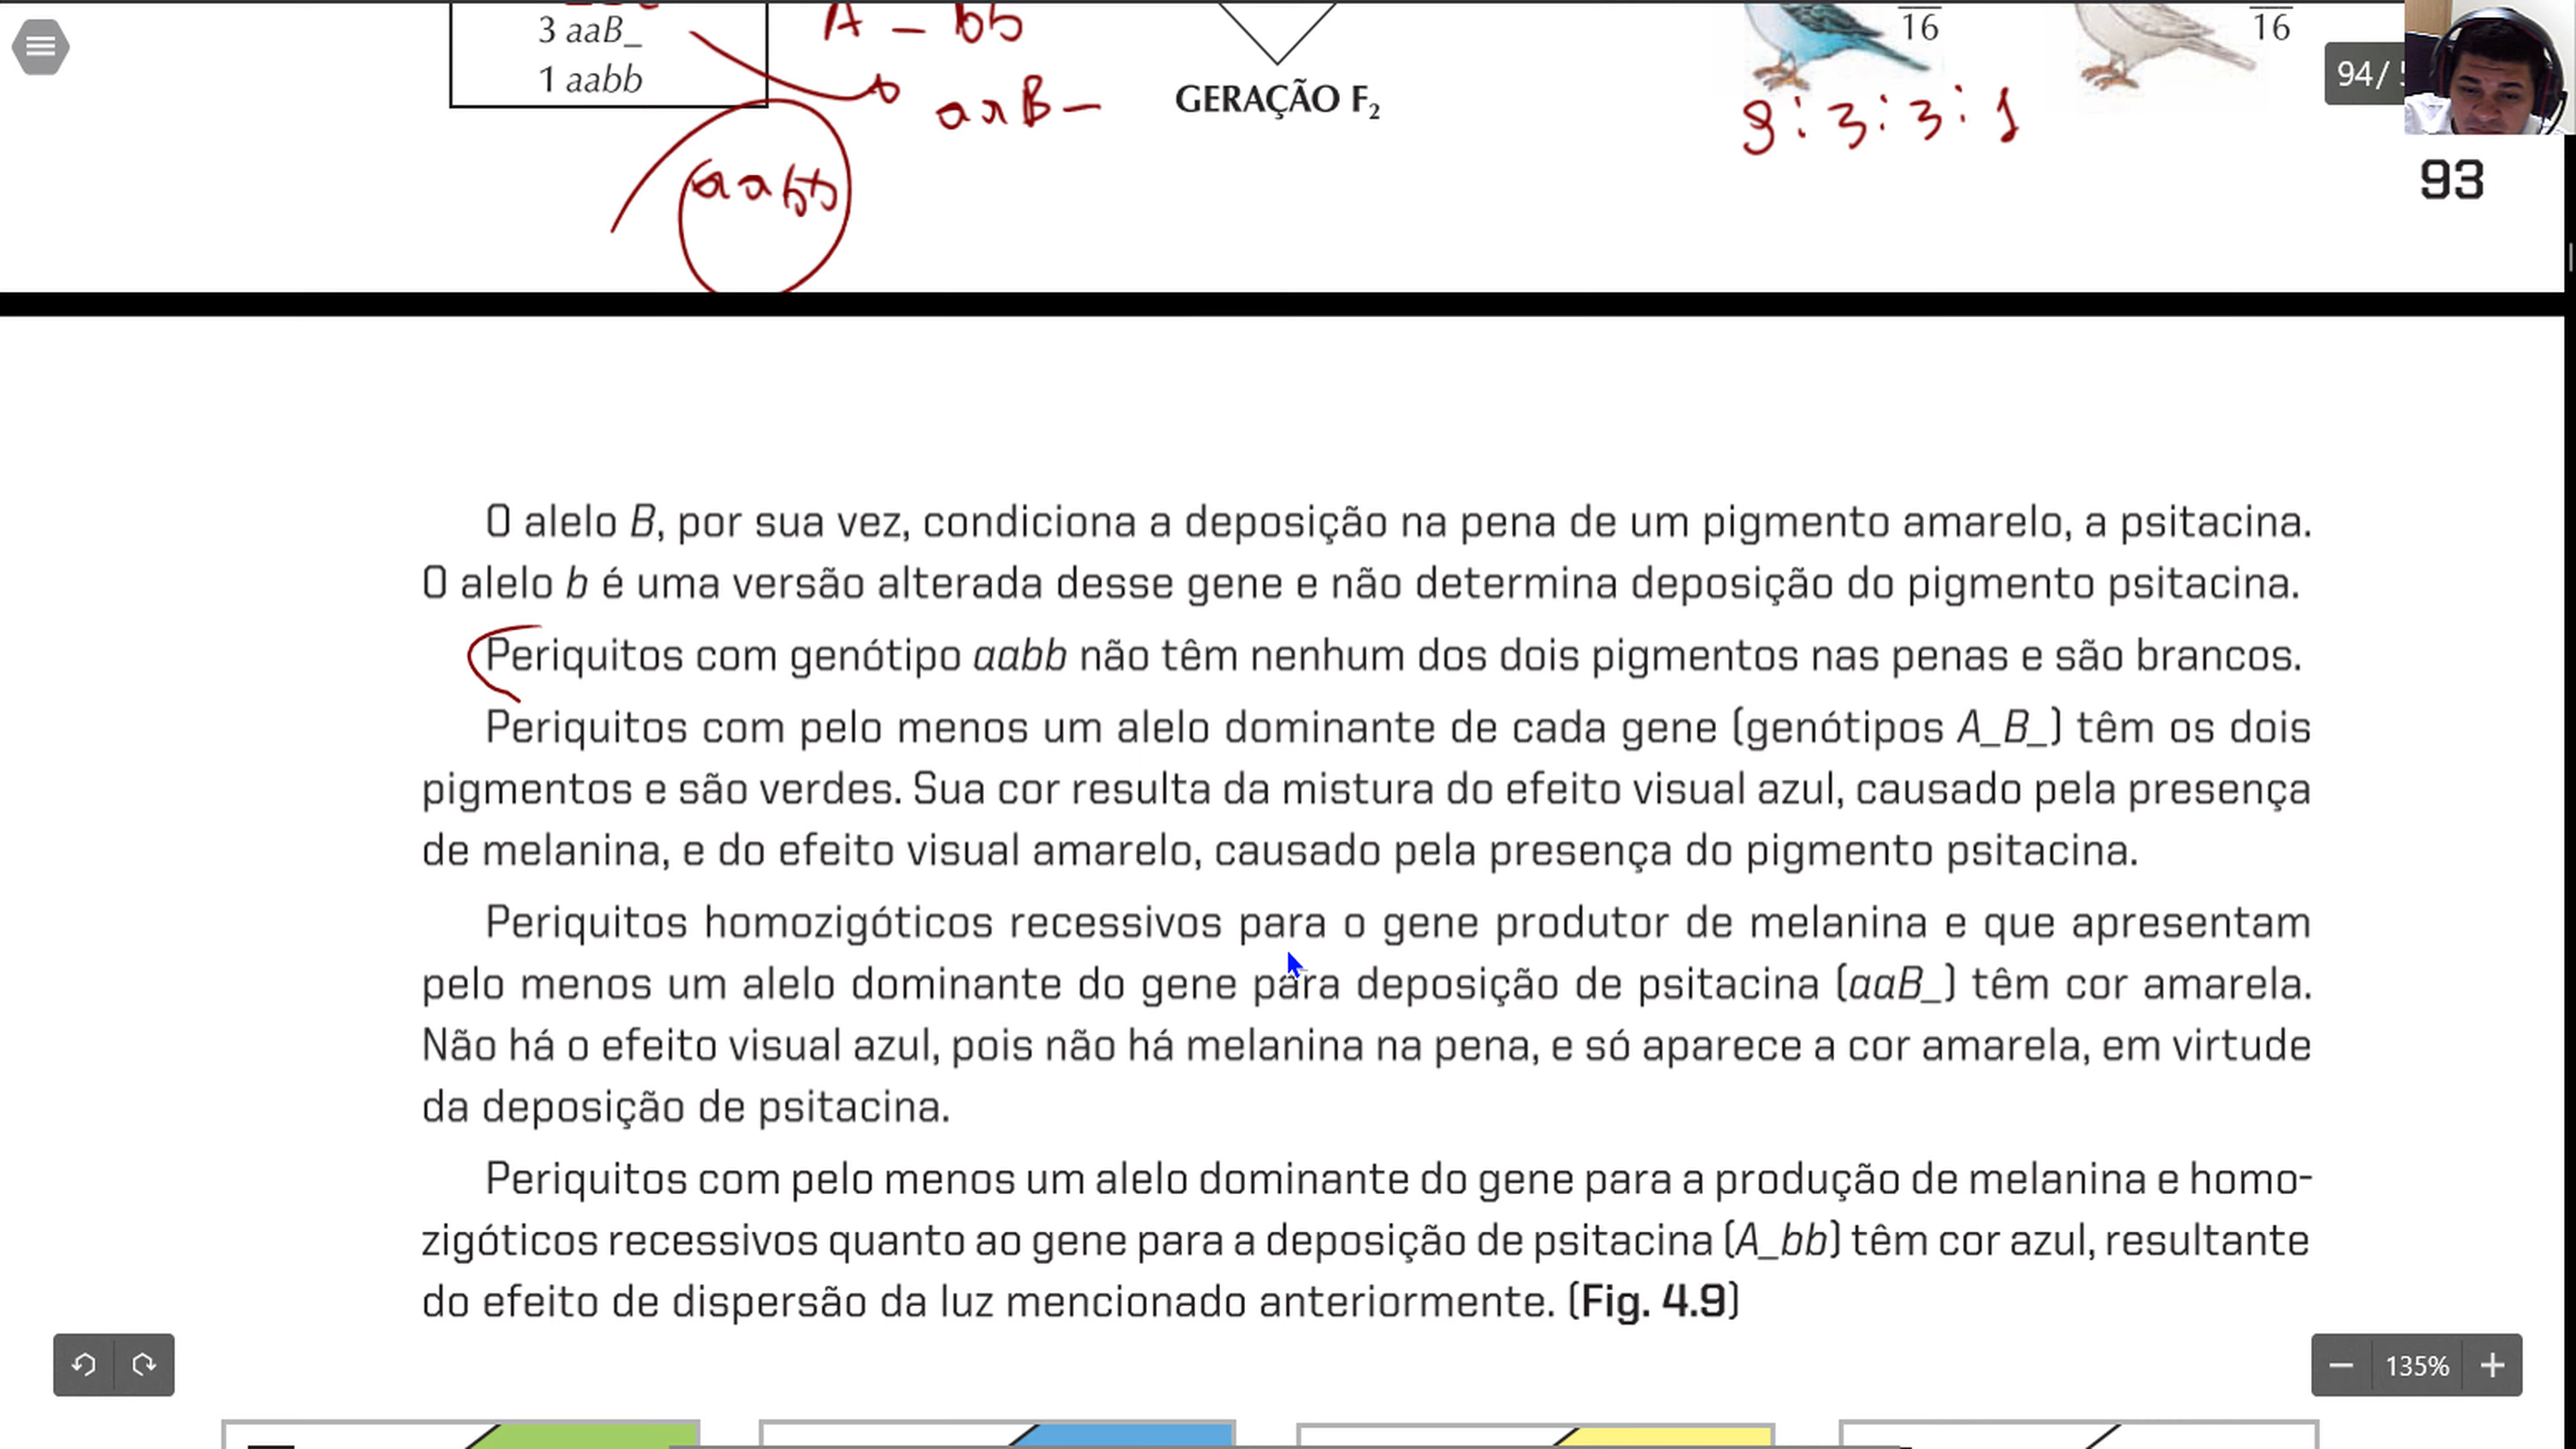 3 aaB_
1 aabb
A – bb
aaB –
aabb
GERAÇÃO F₂
16
16
9 : 3 : 3 : 1
94/
93
O alelo B, por sua vez, condiciona a deposição na pena de um pigmento amarelo, a psitacina.
O alelo b é uma versão alterada desse gene e não determina deposição do pigmento psitacina.
Periquitos com genótipo aabb não têm nenhum dos dois pigmentos nas penas e são brancos.
Periquitos com pelo menos um alelo dominante de cada gene (genótipos A_B_) têm os dois
pigmentos e são verdes. Sua cor resulta da mistura do efeito visual azul, causado pela presença
de melanina, e do efeito visual amarelo, causado pela presença do pigmento psitacina.
Periquitos homozigóticos recessivos para o gene produtor de melanina e que apresentam
pelo menos um alelo dominante do gene para deposição de psitacina (aaB_) têm cor amarela.
Não há o efeito visual azul, pois não há melanina na pena, e só aparece a cor amarela, em virtude
da deposição de psitacina.
Periquitos com pelo menos um alelo dominante do gene para a produção de melanina e homo-
zigóticos recessivos quanto ao gene para a deposição de psitacina (A_bb) têm cor azul, resultante
do efeito de dispersão da luz mencionado anteriormente. (Fig. 4.9)
135%